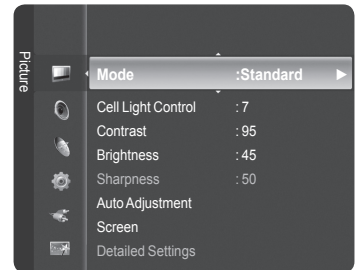 Picture
Mode :Standard
Cell Light Control : 7
Contrast : 95
Brightness : 45
Sharpness : 50
Auto Adjustment
Screen
Detailed Settings